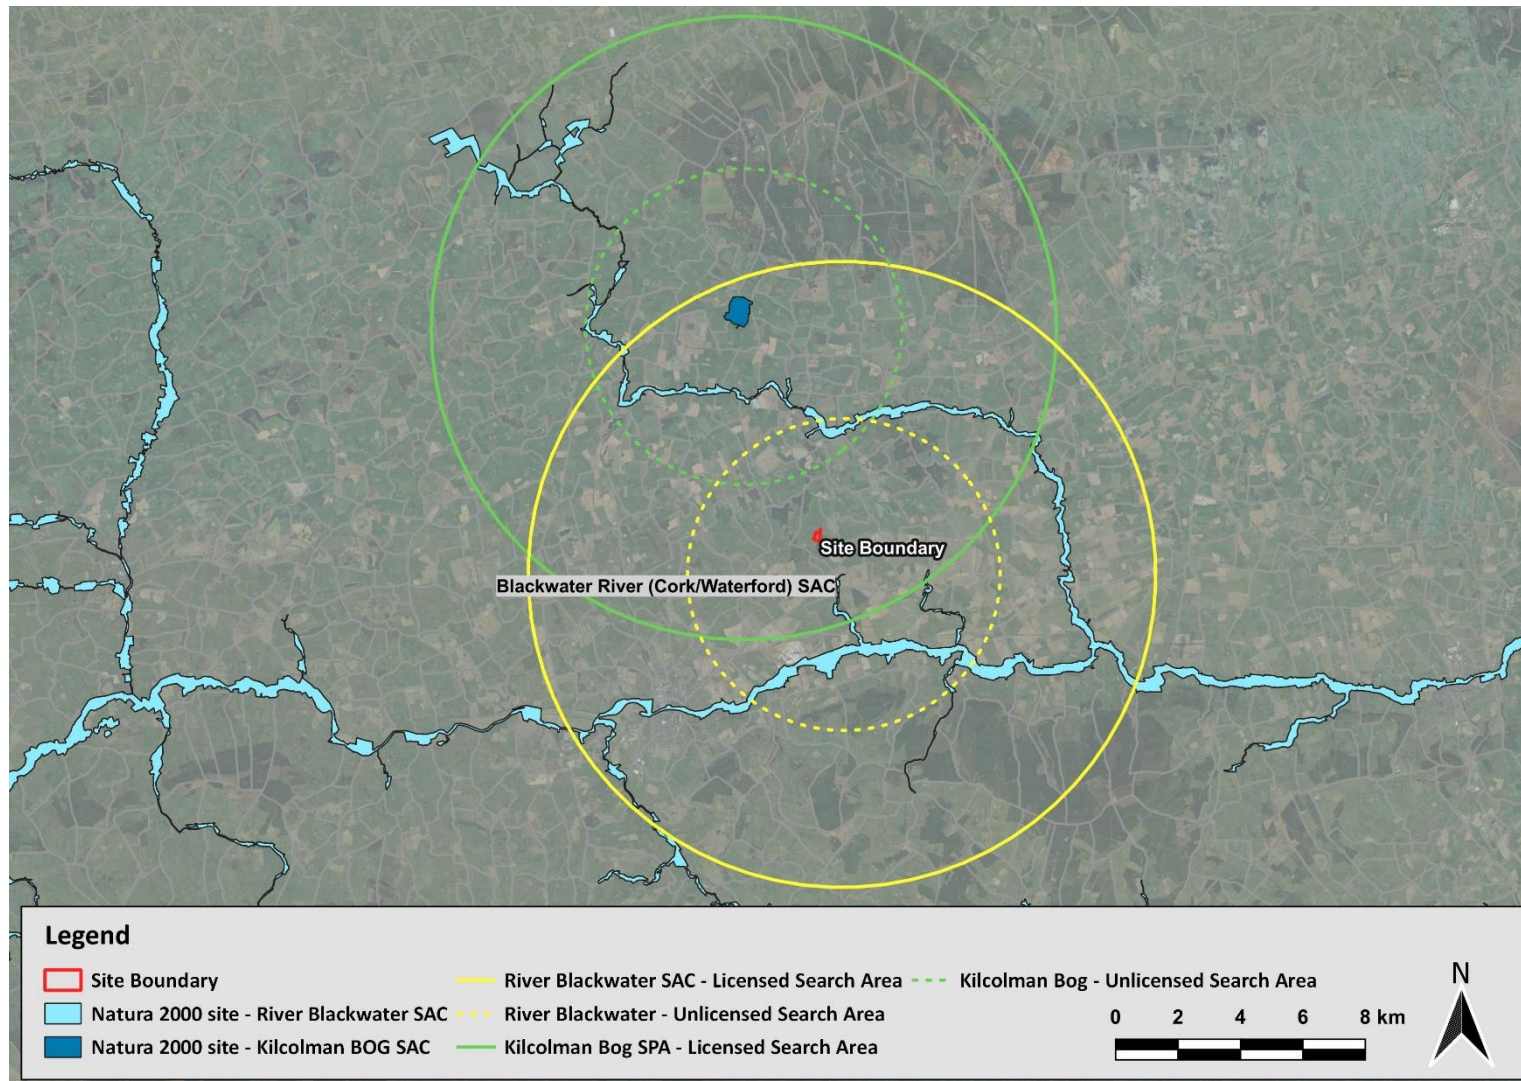 Site Boundary
Blackwater River (Cork/Waterford) SAC
Legend
Site Boundary
River Blackwater SAC - Licensed Search Area
Kilcolman Bog - Unlicensed Search Area
Natura 2000 site - River Blackwater SAC
River Blackwater - Unlicensed Search Area
Natura 2000 site - Kilcolman BOG SAC
Kilcolman Bog SPA - Licensed Search Area
0 2 4 6 8 km
N